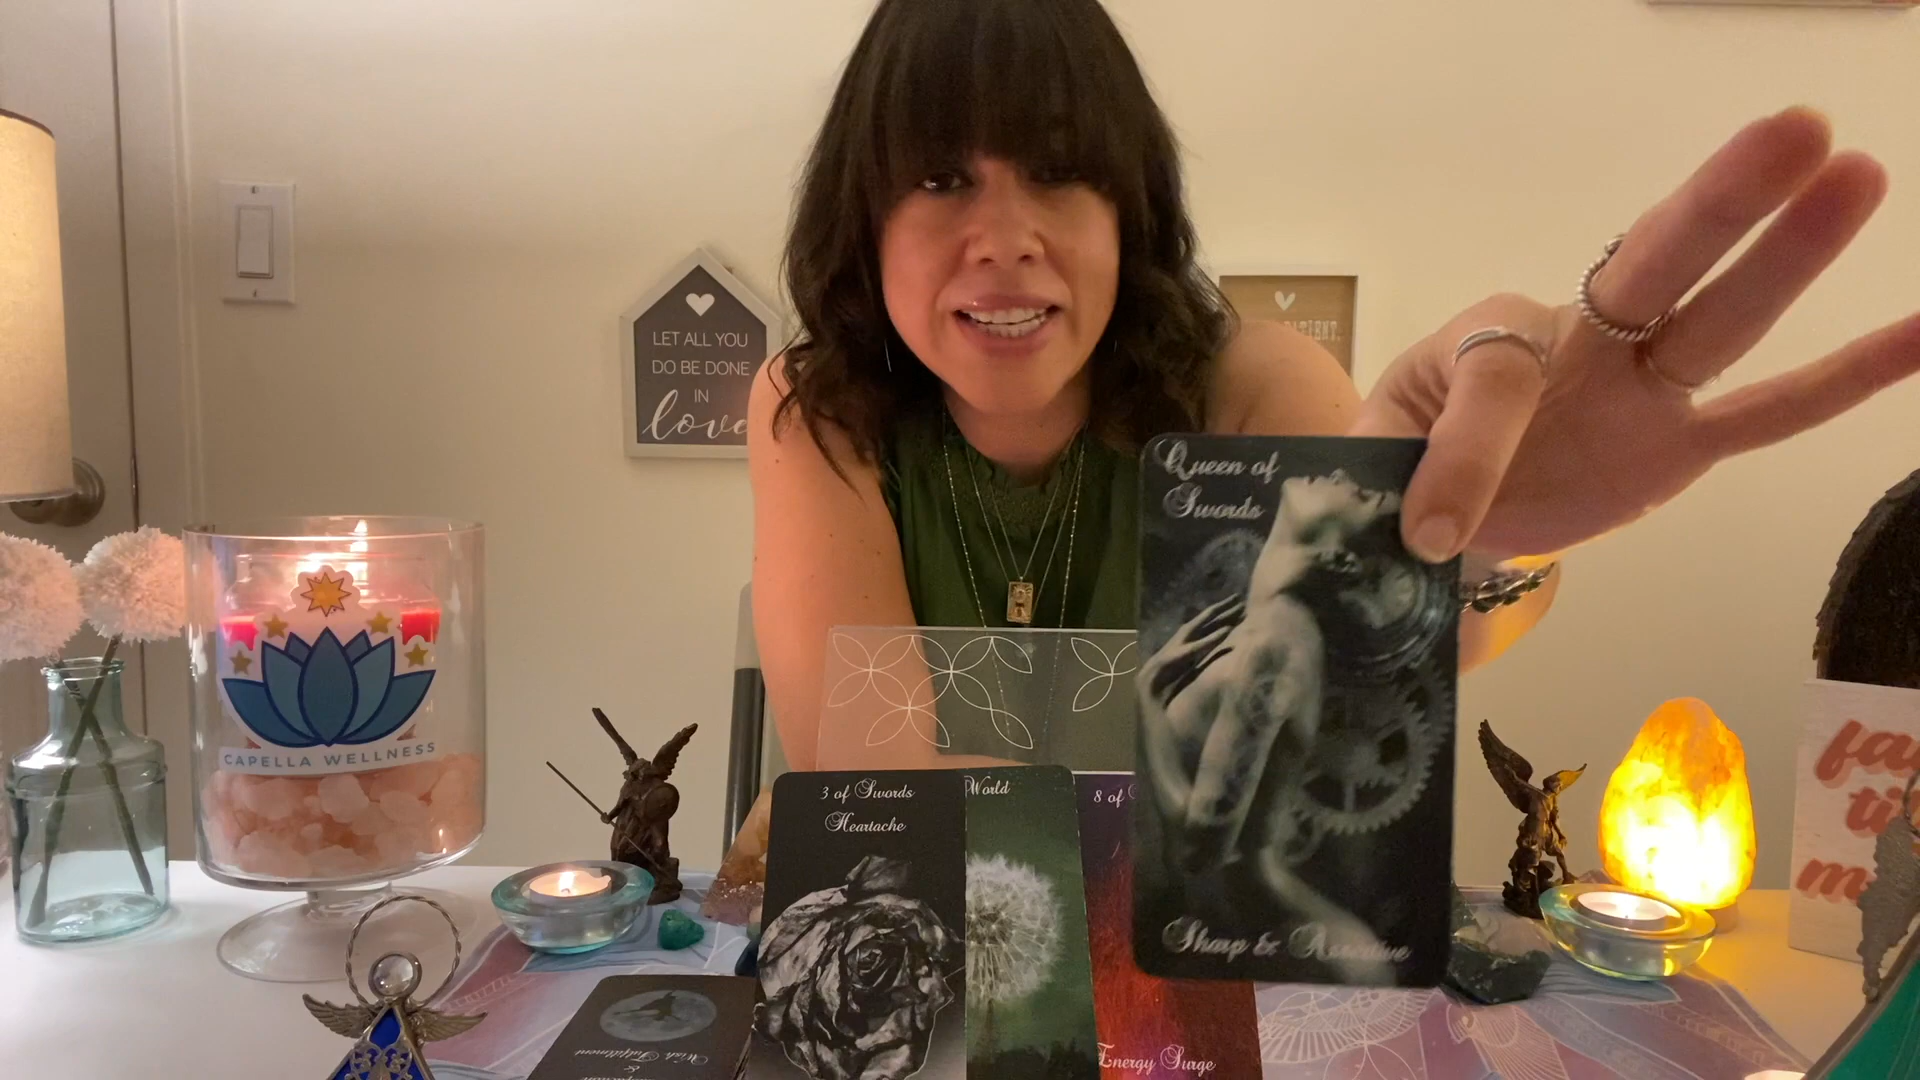 LET ALL YOU
DO BE DONE
IN
love
CAPELLA WELLNESS
Queen of
Swords
Sharp &
3 of Swords
Heartache
World
8 of
Energy Surge
Wish Fulfillment
&